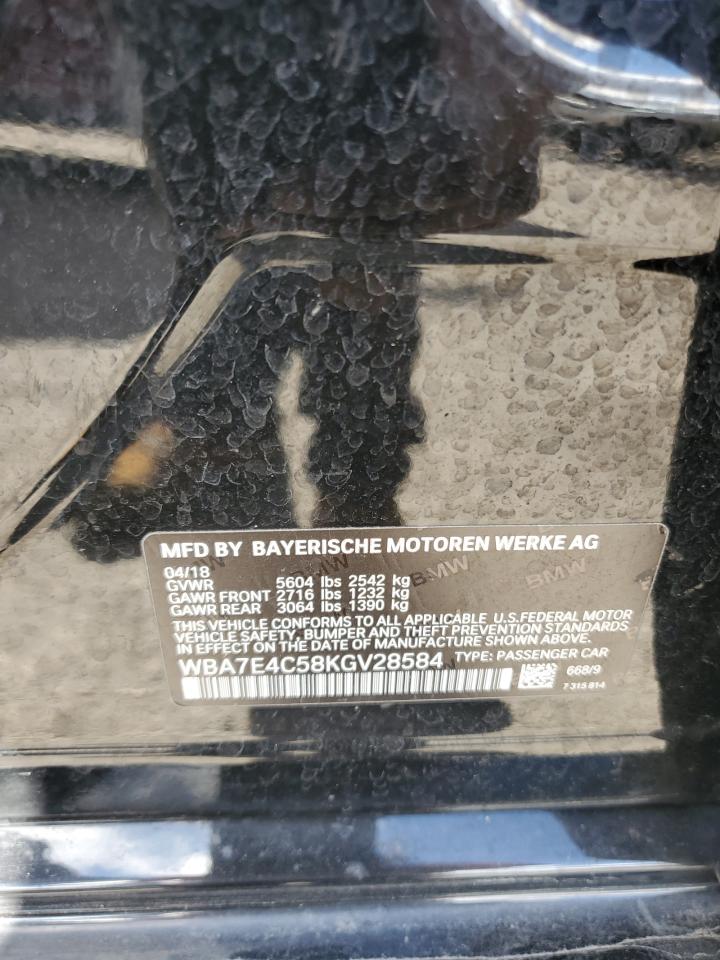 MFD BY BAYERISCHE MOTOREN WERKE AG
04/18
GVWR 5604 lbs 2542 kg
GAWR FRONT 2716 lbs 1232 kg
GAWR REAR 3064 lbs 1390 kg
BMW BMW BMW
THIS VEHICLE CONFORMS TO ALL APPLICABLE U.S.FEDERAL MOTOR
VEHICLE SAFETY, BUMPER, AND THEFT PREVENTION STANDARDS
IN EFFECT ON DATE OF MANUFACTURE SHOWN ABOVE.
WBA7E4C58KGV28584 TYPE: PASSENGER CAR
668/9
7 315 814